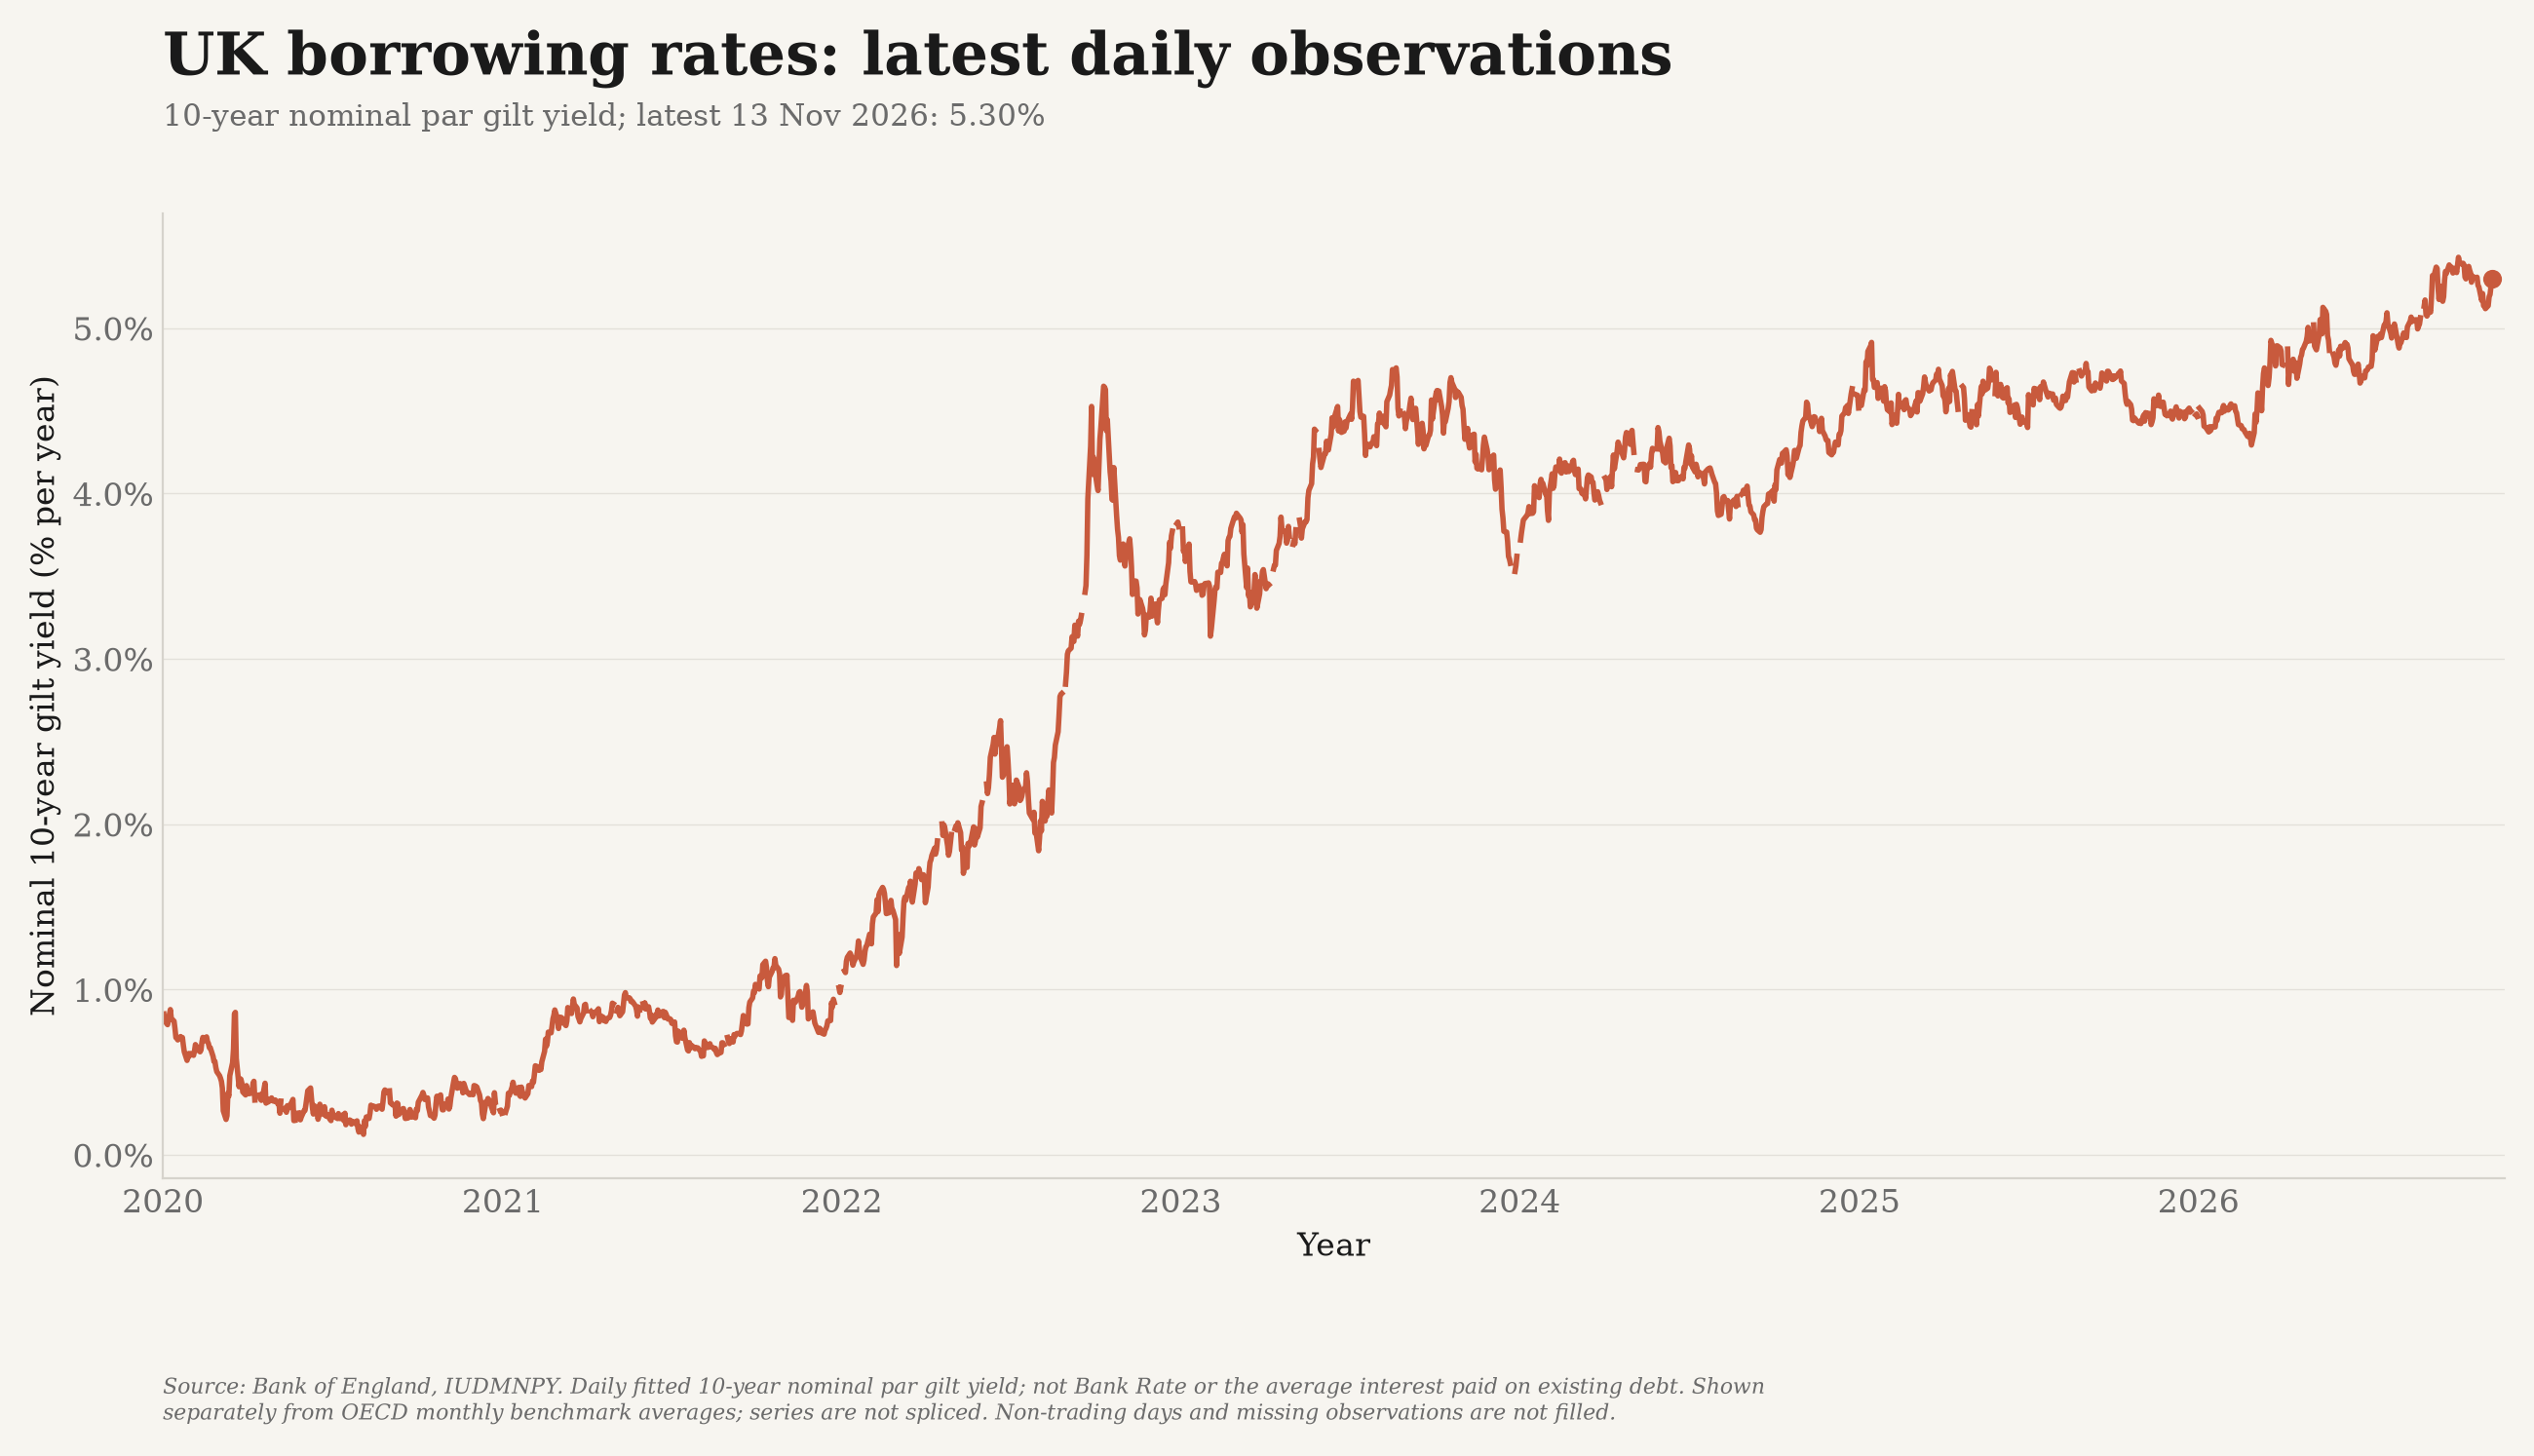 UK borrowing rates: latest daily observations
10-year nominal par gilt yield; latest 13 Nov 2026: 5.30%
Nominal 10-year gilt yield (% per year)
5.0%
4.0%
3.0%
2.0%
1.0%
0.0%
2020 2021 2022 2023 2024 2025 2026
Year
Source: Bank of England, IUDMNPY. Daily fitted 10-year nominal par gilt yield; not Bank Rate or the average interest paid on existing debt. Shown
separately from OECD monthly benchmark averages; series are not spliced. Non-trading days and missing observations are not filled.